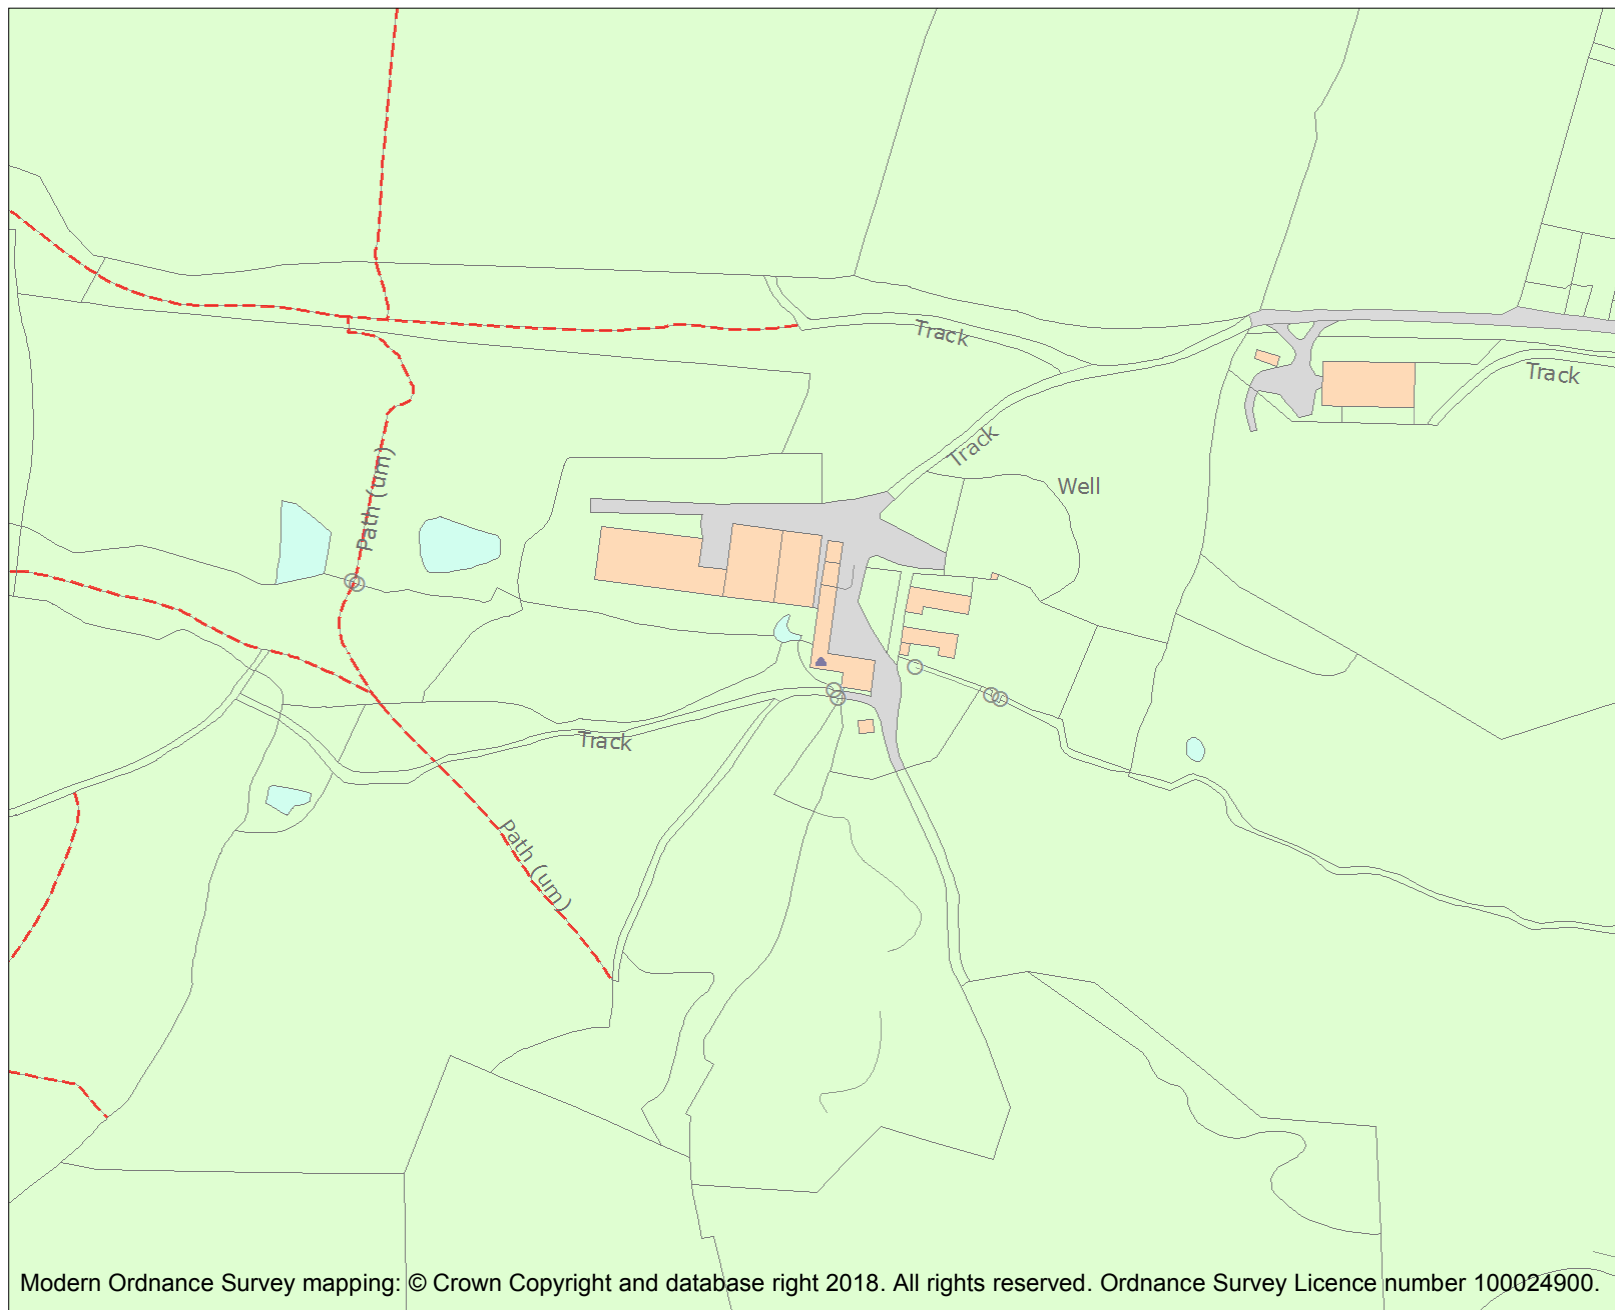 Track
Track
Track
Path (um)
Well
Track
Path (um)
Modern Ordnance Survey mapping: © Crown Copyright and database right 2018. All rights reserved. Ordnance Survey Licence number 100024900.